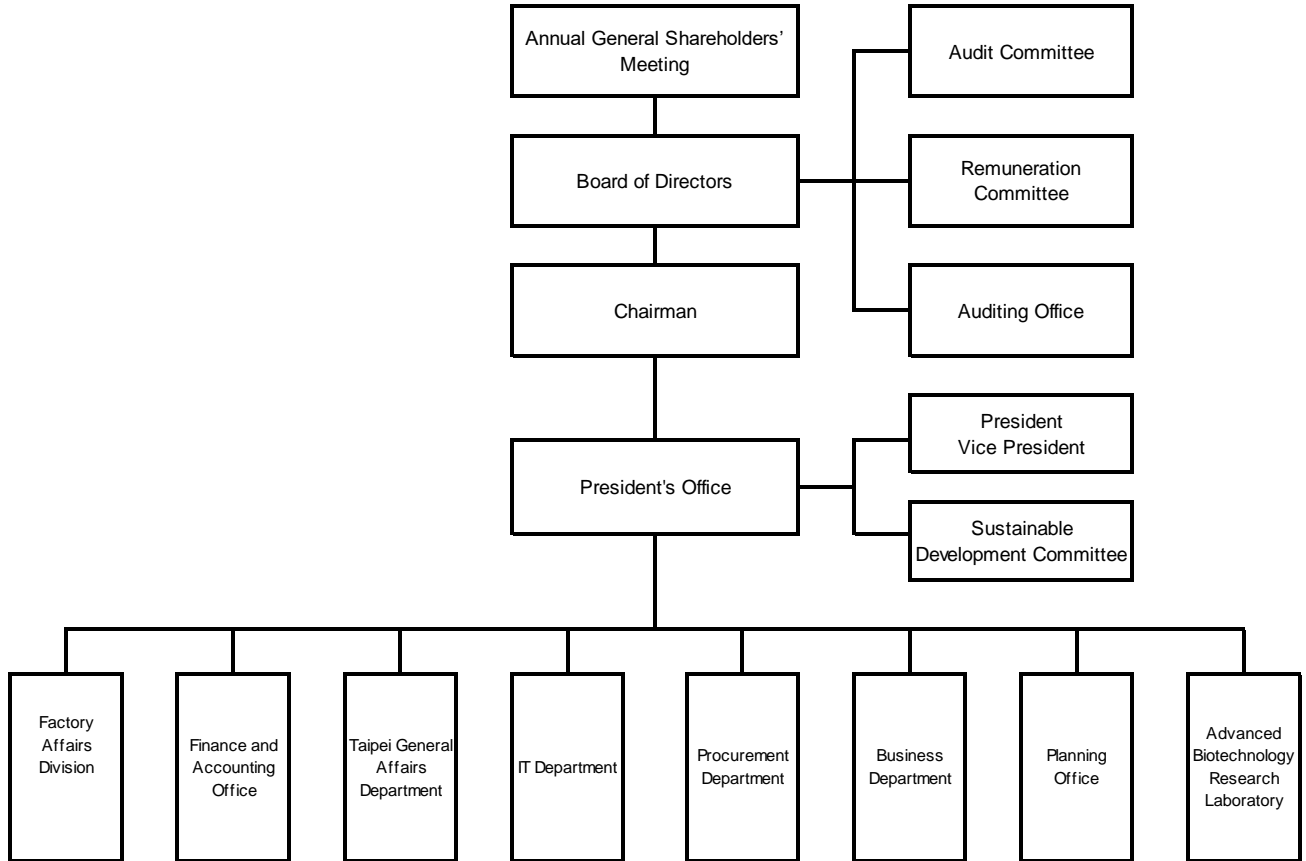 Annual General Shareholders’
Meeting
Audit Committee
Board of Directors
Remuneration
Committee
Chairman
Auditing Office
President's Office
President
Vice President
Sustainable
Development Committee
Factory
Affairs
Division
Finance and
Accounting
Office
Taipei General
Affairs
Department
IT Department
Procurement
Department
Business
Department
Planning
Office
Advanced
Biotechnology
Research
Laboratory